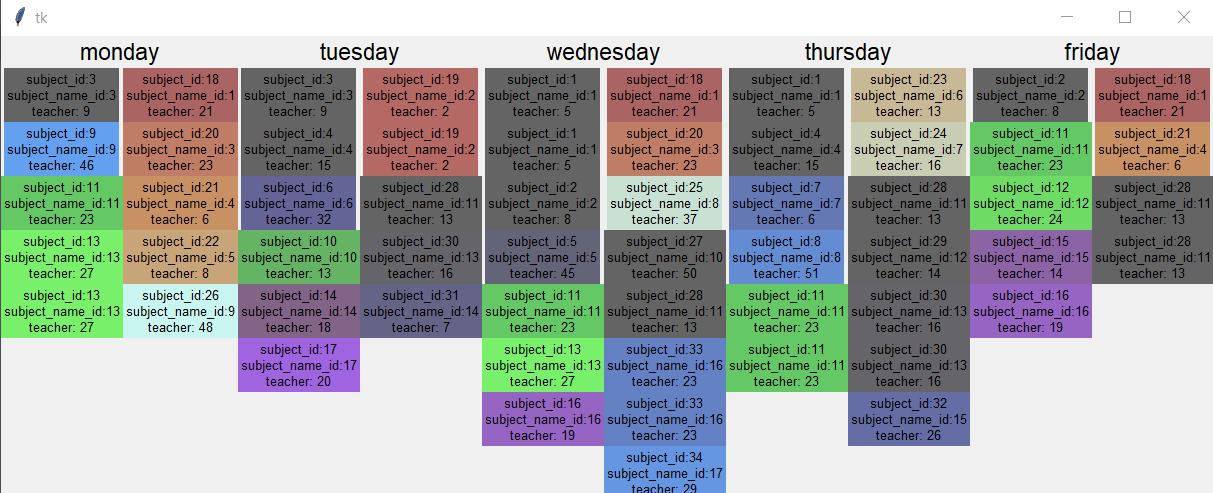 tk
monday
subject_id:3
subject_name_id:3
teacher: 9
subject_id:9
subject_name_id:9
teacher: 46
subject_id:11
subject_name_id:11
teacher: 23
subject_id:13
subject_name_id:13
teacher: 27
subject_id:13
subject_name_id:13
teacher: 27
subject_id:18
subject_name_id:1
teacher: 21
subject_id:20
subject_name_id:3
teacher: 23
subject_id:21
subject_name_id:4
teacher: 6
subject_id:22
subject_name_id:5
teacher: 8
subject_id:26
subject_name_id:9
teacher: 48
tuesday
subject_id:3
subject_name_id:3
teacher: 9
subject_id:4
subject_name_id:4
teacher: 15
subject_id:6
subject_name_id:6
teacher: 32
subject_id:10
subject_name_id:10
teacher: 13
subject_id:14
subject_name_id:14
teacher: 18
subject_id:17
subject_name_id:17
teacher: 20
subject_id:19
subject_name_id:2
teacher: 2
subject_id:19
subject_name_id:2
teacher: 2
subject_id:28
subject_name_id:11
teacher: 13
subject_id:30
subject_name_id:13
teacher: 16
subject_id:31
subject_name_id:14
teacher: 7
wednesday
subject_id:1
subject_name_id:1
teacher: 5
subject_id:1
subject_name_id:1
teacher: 5
subject_id:2
subject_name_id:2
teacher: 8
subject_id:5
subject_name_id:5
teacher: 45
subject_id:11
subject_name_id:11
teacher: 23
subject_id:13
subject_name_id:13
teacher: 27
subject_id:16
subject_name_id:16
teacher: 19
subject_id:18
subject_name_id:1
teacher: 21
subject_id:20
subject_name_id:3
teacher: 23
subject_id:25
subject_name_id:8
teacher: 37
subject_id:27
subject_name_id:10
teacher: 50
subject_id:28
subject_name_id:11
teacher: 13
subject_id:33
subject_name_id:16
teacher: 23
subject_id:33
subject_name_id:16
teacher: 23
subject_id:34
subject_name_id:17
teacher: 29
thursday
subject_id:1
subject_name_id:1
teacher: 5
subject_id:4
subject_name_id:4
teacher: 15
subject_id:7
subject_name_id:7
teacher: 6
subject_id:8
subject_name_id:8
teacher: 51
subject_id:11
subject_name_id:11
teacher: 23
subject_id:11
subject_name_id:11
teacher: 23
subject_id:23
subject_name_id:6
teacher: 13
subject_id:24
subject_name_id:7
teacher: 16
subject_id:28
subject_name_id:11
teacher: 13
subject_id:29
subject_name_id:12
teacher: 14
subject_id:30
subject_name_id:13
teacher: 16
subject_id:30
subject_name_id:13
teacher: 16
subject_id:32
subject_name_id:15
teacher: 26
friday
subject_id:2
subject_name_id:2
teacher: 8
subject_id:11
subject_name_id:11
teacher: 23
subject_id:12
subject_name_id:12
teacher: 24
subject_id:15
subject_name_id:15
teacher: 14
subject_id:16
subject_name_id:16
teacher: 19
subject_id:18
subject_name_id:1
teacher: 21
subject_id:21
subject_name_id:4
teacher: 6
subject_id:28
subject_name_id:11
teacher: 13
subject_id:28
subject_name_id:11
teacher: 13